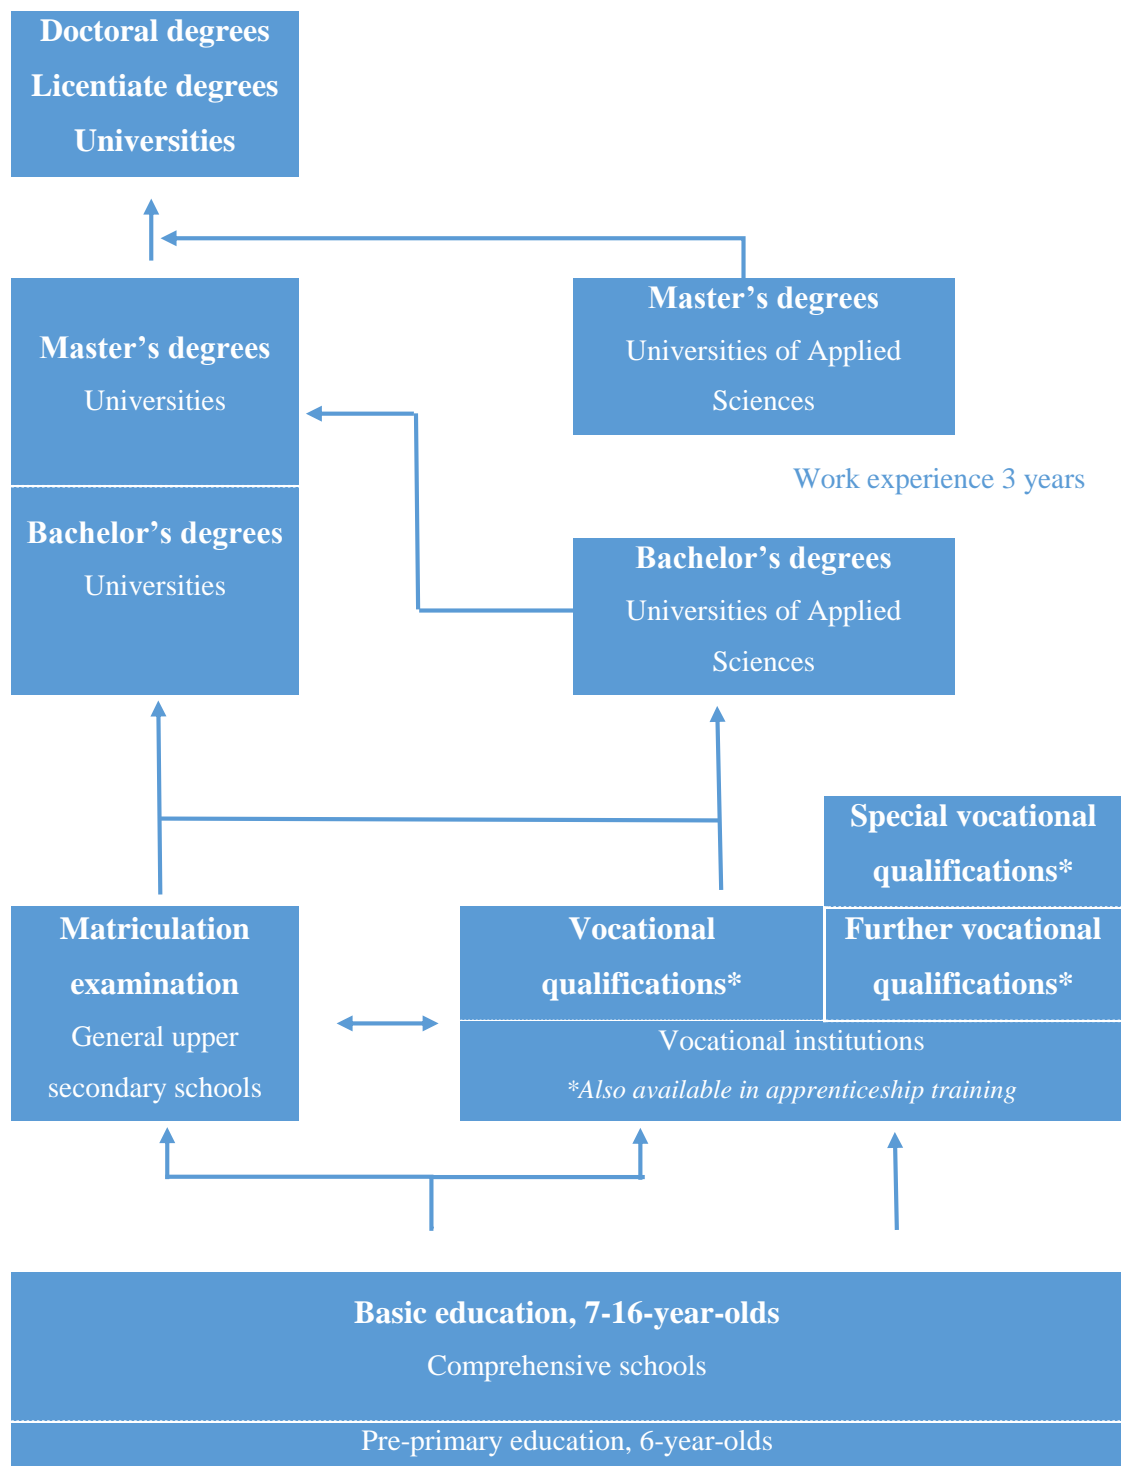 Doctoral degrees
Licentiate degrees
Universities
Master’s degrees
Universities
Master’s degrees
Universities of Applied
Sciences
Work experience 3 years
Bachelor’s degrees
Universities
Bachelor’s degrees
Universities of Applied
Sciences
Special vocational
qualifications*
Matriculation
examination
General upper
secondary schools
Vocational
qualifications*
Further vocational
qualifications*
Vocational institutions
*Also available in apprenticeship training
Basic education, 7-16-year-olds
Comprehensive schools
Pre-primary education, 6-year-olds